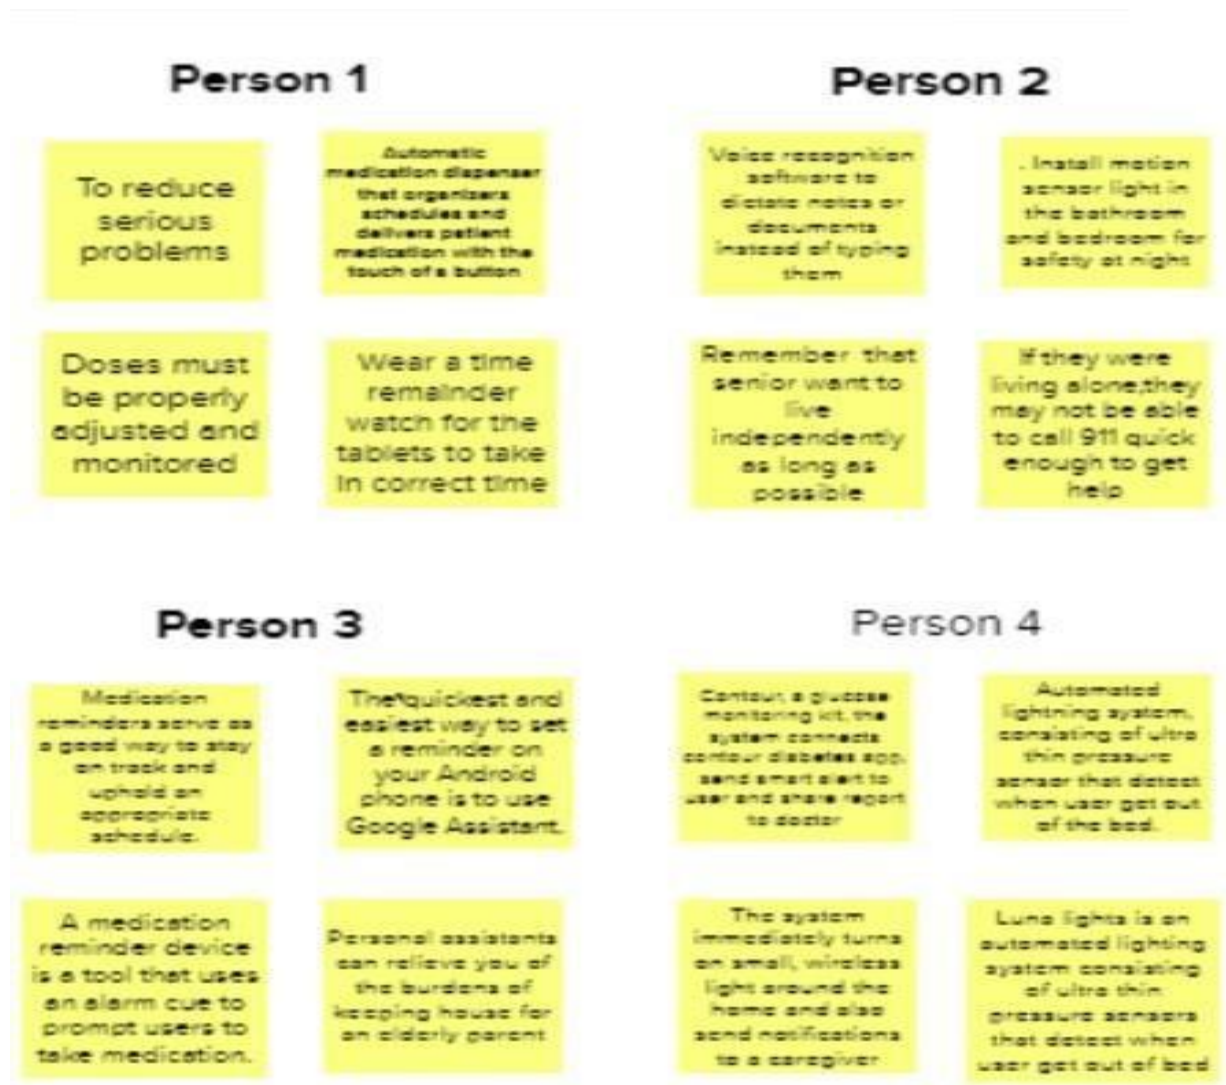 Person 1
To reduce
serious
problems
Automatic
medication dispenser
that organizers
schedules and
delivers patient
medication with the
touch of a button
Doses must
be properly
adjusted and
monitored
Wear a time
remainder
watch for the
tablets to take
in correct time
Person 2
Voice recognition
software to
dictate notes or
documents
instead of typing
them
. Install motion
sensor light in
the bathroom
and bedroom for
safety at night
Remember that
senior want to
live
independently
as long as
possible
If they were
living alone,they
may not be able
to call 911 quick
enough to get
help
Person 3
Medication
reminders serve as
a good way to stay
on track and
uphold an
appropriate
schedule.
The quickest and
easiest way to set
a reminder on
your Android
phone is to use
Google Assistant.
A medication
reminder device
is a tool that uses
an alarm cue to
prompt users to
take medication.
Personal assistants
can relieve you of
the burdens of
keeping house for
an elderly parent
Person 4
Contour, a glucose
monitoring kit, the
system connects
contour diabetes app,
send smart alert to
user and share report
to doctor
Automated
lightning system,
consisting of ultra
thin pressure
sensor that detect
when user get out
of the bed.
The system
immediately turns
on small, wireless
light around the
home and also
send notifications
to a caregiver
Luna lights is an
automated lighting
system consisting
of ultra thin
pressure sensors
that detect when
user get out of bed